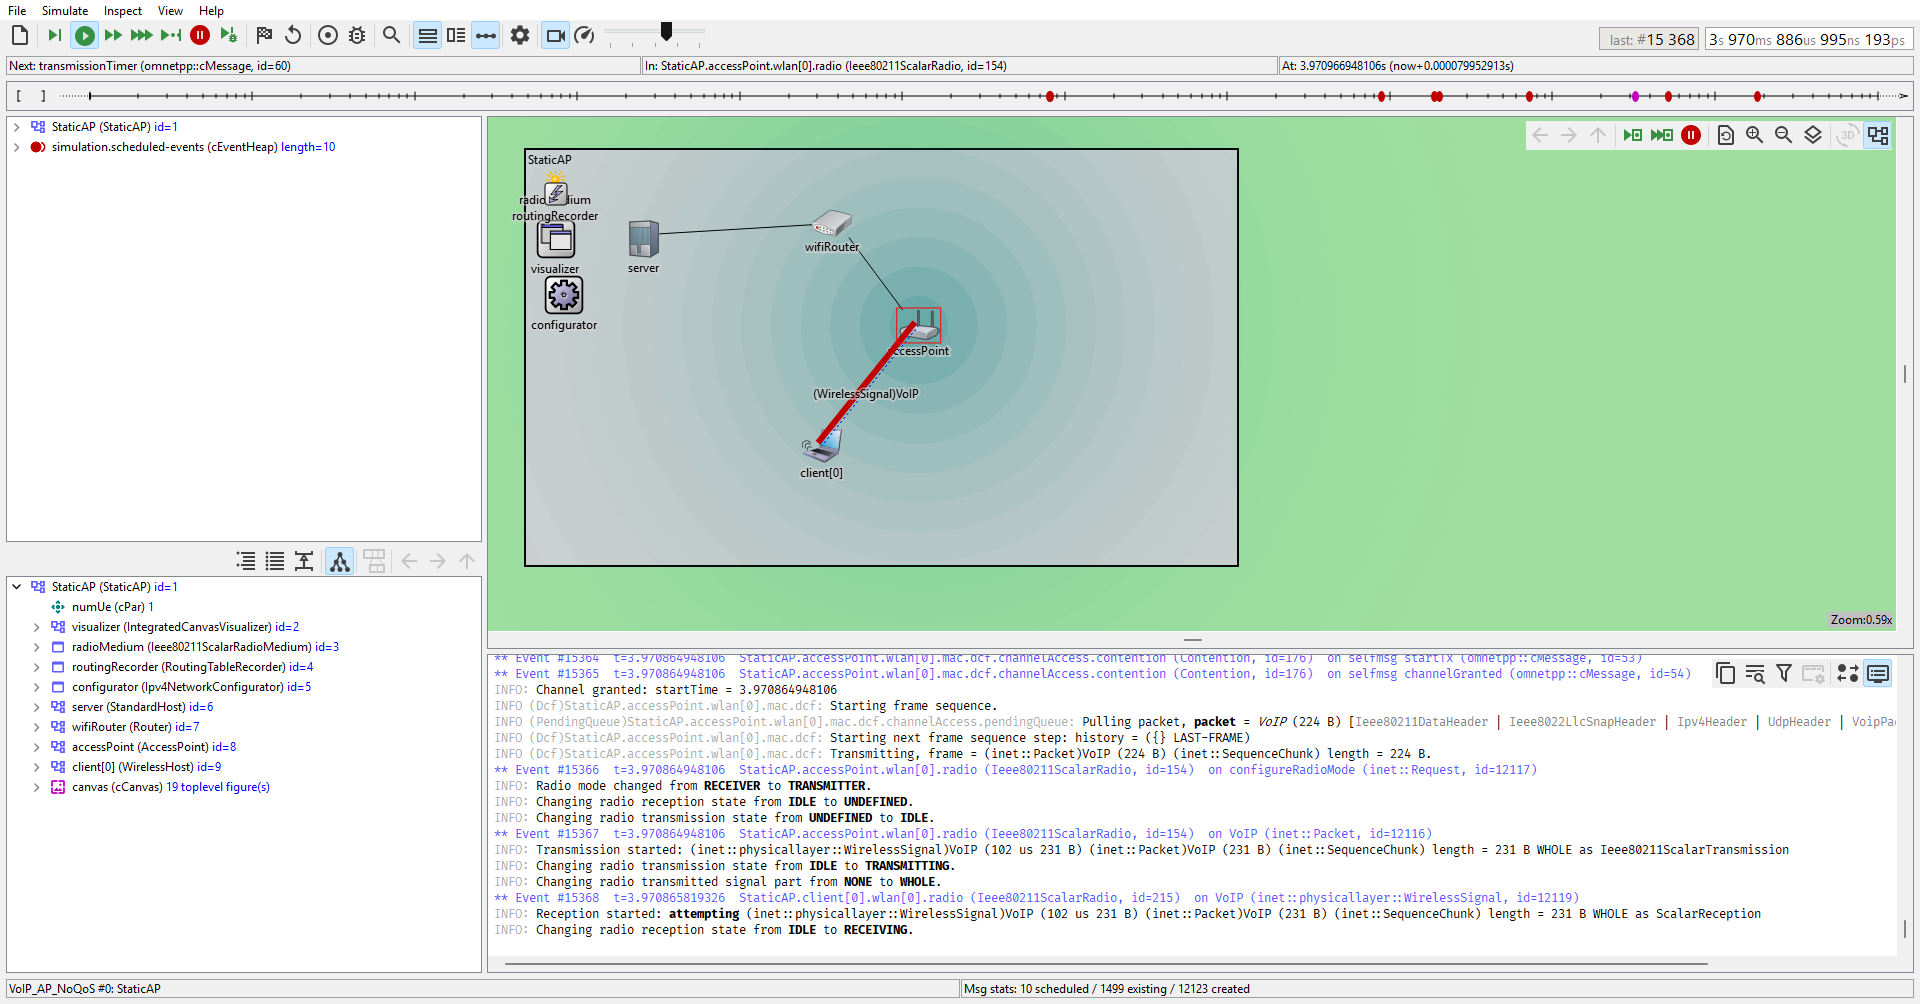 File Simulate Inspect View Help
last: #15 368 3s 970ms 886us 995ns 193ps
Next: transmissionTimer (omnetpp::cMessage, id=60) In: StaticAP.accessPoint.wlan[0].radio (Ieee80211ScalarRadio, id=154) At: 3.970966948106s (now+0.000079952913s)
[ ]
StaticAP (StaticAP) id=1
simulation.scheduled-events (cEventHeap) length=10
3D
StaticAP
routingRecorder
visualizer
configurator
server
wifiRouter
(WirelessSignal)VoIP
client[0]
Zoom:0.59x
StaticAP (StaticAP) id=1
numUe (cPar) 1
visualizer (IntegratedCanvasVisualizer) id=2
radioMedium (Ieee80211ScalarRadioMedium) id=3
routingRecorder (RoutingTableRecorder) id=4
configurator (Ipv4NetworkConfigurator) id=5
server (StandardHost) id=6
wifiRouter (Router) id=7
accessPoint (AccessPoint) id=8
client[0] (WirelessHost) id=9
canvas (cCanvas) 19 toplevel figure(s)
** Event #15364 t=3.970864948106 StaticAP.accessPoint.wlan[0].mac.dcf.channelAccess.contention (Contention, id=176) on selfmsg startTx (omnetpp::cMessage, id=53)
** Event #15365 t=3.970864948106 StaticAP.accessPoint.wlan[0].mac.dcf.channelAccess.contention (Contention, id=176) on selfmsg channelGranted (omnetpp::cMessage, id=54)
INFO: Channel granted: startTime = 3.970864948106
INFO (Dcf)StaticAP.accessPoint.wlan[0].mac.dcf: Starting frame sequence.
INFO (PendingQueue)StaticAP.accessPoint.wlan[0].mac.dcf.channelAccess.pendingQueue: Pulling packet, packet = VoIP (224 B) [Ieee80211DataHeader | Ieee8022LlcSnapHeader | Ipv4Header | UdpHeader | VoipPac
INFO (Dcf)StaticAP.accessPoint.wlan[0].mac.dcf: Starting next frame sequence step: history = ({} LAST-FRAME)
INFO (Dcf)StaticAP.accessPoint.wlan[0].mac.dcf: Transmitting, frame = (inet::Packet)VoIP (224 B) (inet::SequenceChunk) length = 224 B.
** Event #15366 t=3.970864948106 StaticAP.accessPoint.wlan[0].radio (Ieee80211ScalarRadio, id=154) on configureRadioMode (inet::Request, id=12117)
INFO: Radio mode changed from RECEIVER to TRANSMITTER.
INFO: Changing radio reception state from IDLE to UNDEFINED.
INFO: Changing radio transmission state from UNDEFINED to IDLE.
** Event #15367 t=3.970864948106 StaticAP.accessPoint.wlan[0].radio (Ieee80211ScalarRadio, id=154) on VoIP (inet::Packet, id=12116)
INFO: Transmission started: (inet::physicallayer::WirelessSignal)VoIP (102 us 231 B) (inet::Packet)VoIP (231 B) (inet::SequenceChunk) length = 231 B WHOLE as Ieee80211ScalarTransmission
INFO: Changing radio transmission state from IDLE to TRANSMITTING.
INFO: Changing radio transmitted signal part from NONE to WHOLE.
** Event #15368 t=3.970865819326 StaticAP.client[0].wlan[0].radio (Ieee80211ScalarRadio, id=215) on VoIP (inet::physicallayer::WirelessSignal, id=12119)
INFO: Reception started: attempting (inet::physicallayer::WirelessSignal)VoIP (102 us 231 B) (inet::Packet)VoIP (231 B) (inet::SequenceChunk) length = 231 B WHOLE as ScalarReception
INFO: Changing radio reception state from IDLE to RECEIVING.
VoIP_AP_NoQoS #0: StaticAP Msg stats: 10 scheduled / 1499 existing / 12123 created